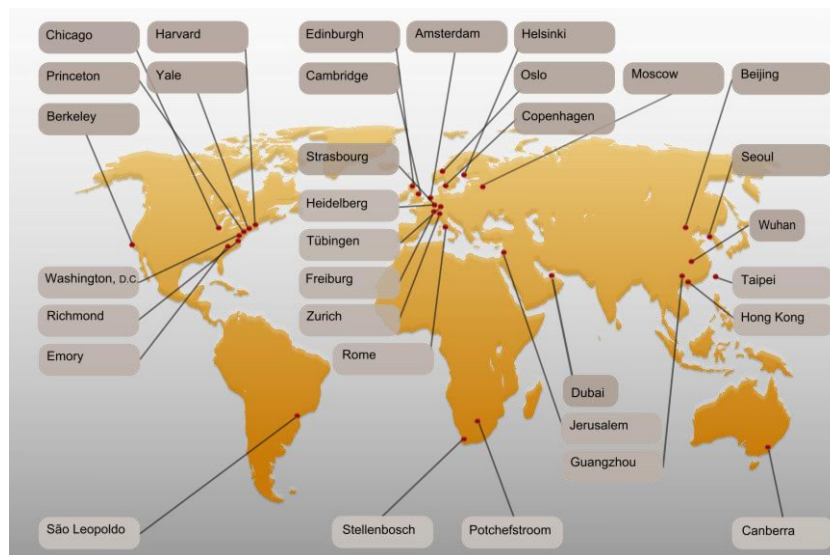 Chicago
Harvard
Edinburgh
Amsterdam
Helsinki
Princeton
Yale
Cambridge
Oslo
Moscow
Beijing
Berkeley
Copenhagen
Strasbourg
Seoul
Heidelberg
Wuhan
Tübingen
Washington, D.C.
Freiburg
Taipei
Richmond
Zurich
Hong Kong
Emory
Rome
Dubai
Jerusalem
Guangzhou
São Leopoldo
Stellenbosch
Potchefstroom
Canberra